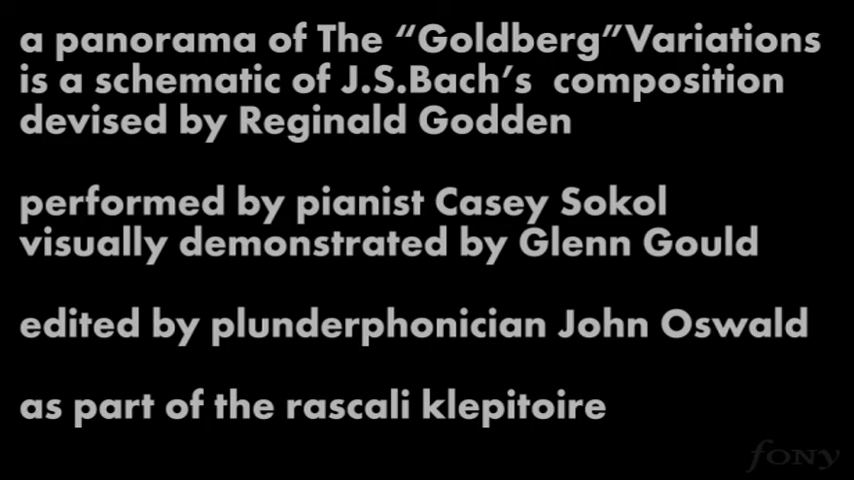 a panorama of The “Goldberg”Variations
is a schematic of J.S.Bach’s composition
devised by Reginald Godden
performed by pianist Casey Sokol
visually demonstrated by Glenn Gould
edited by plunderphonician John Oswald
as part of the rascali klepitoire
fony